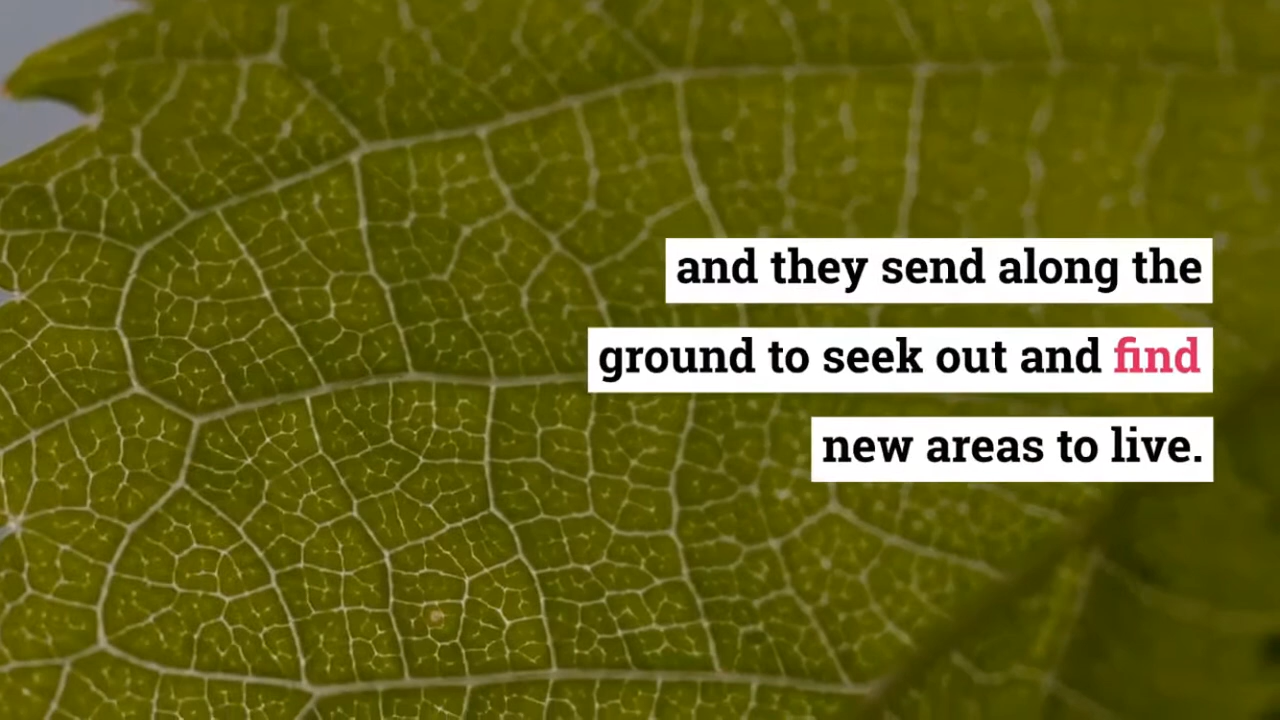 and they send along the
ground to seek out and find
new areas to live.